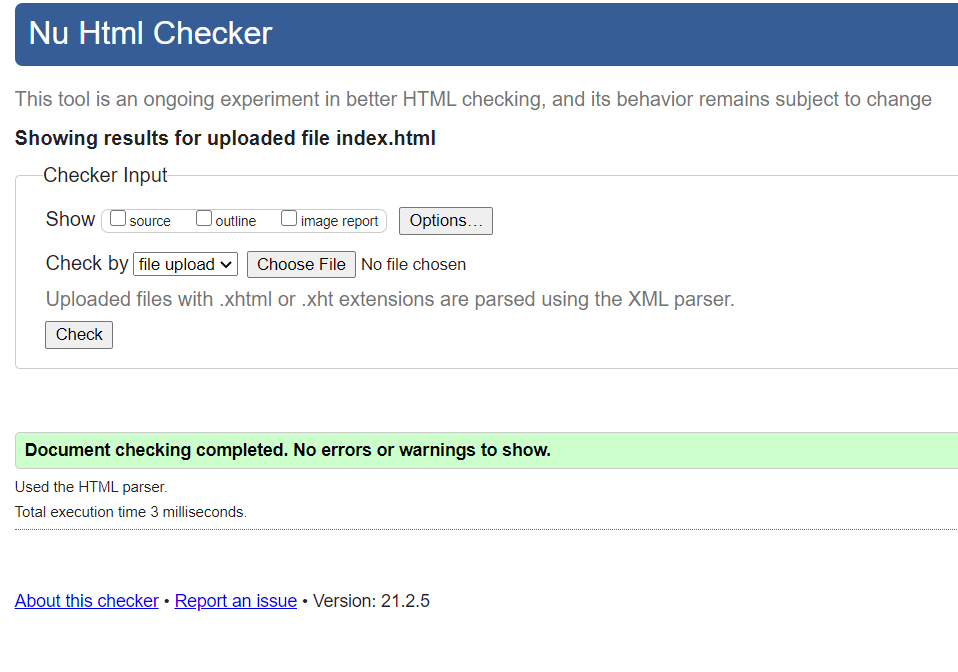 Nu Html Checker
This tool is an ongoing experiment in better HTML checking, and its behavior remains subject to change
Showing results for uploaded file index.html
Checker Input
Show source outline image report Options...
Check by file upload Choose File No file chosen
Uploaded files with .xhtml or .xht extensions are parsed using the XML parser.
Check
Document checking completed. No errors or warnings to show.
Used the HTML parser.
Total execution time 3 milliseconds.
About this checker • Report an issue • Version: 21.2.5